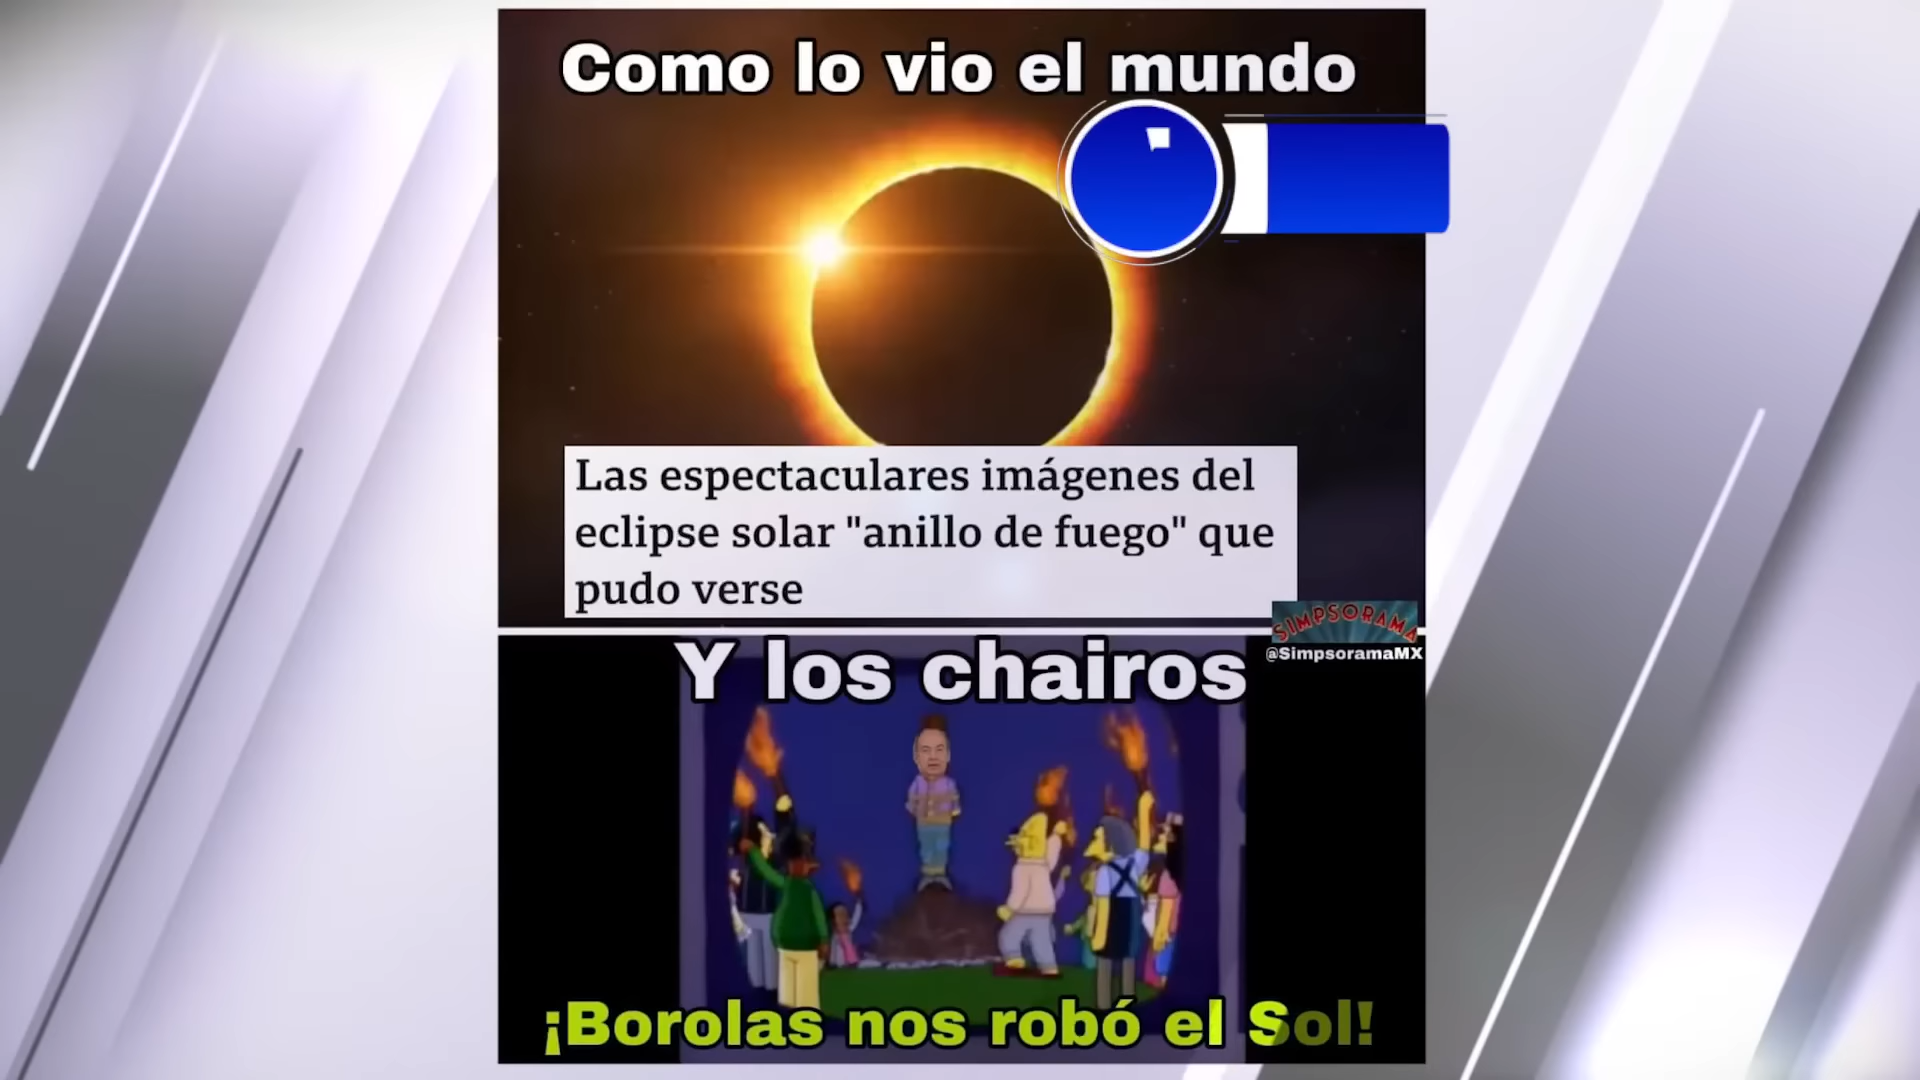 Como lo vio el mundo
Las espectaculares imágenes del
eclipse solar "anillo de fuego" que
pudo verse
SIMPSORAMA
@SimpsoramaMX
Y los chairos
¡Borolas nos robó el Sol!